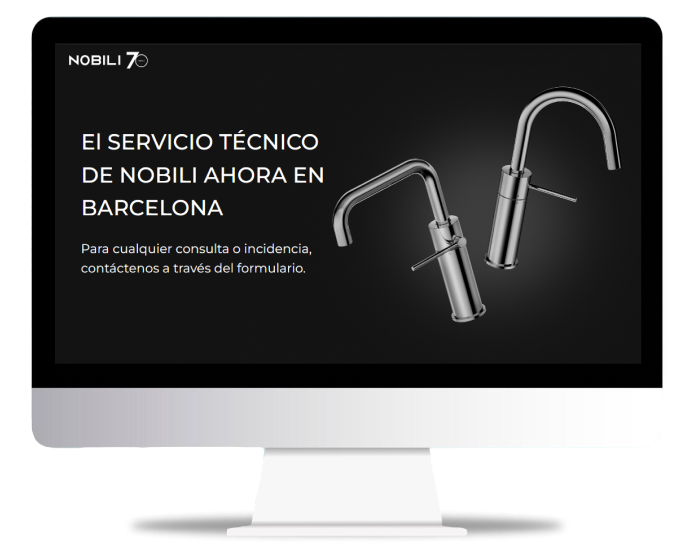 NOBILI 70
El SERVICIO TÉCNICO
DE NOBILI AHORA EN
BARCELONA
Para cualquier consulta o incidencia,
contáctenos a través del formulario.